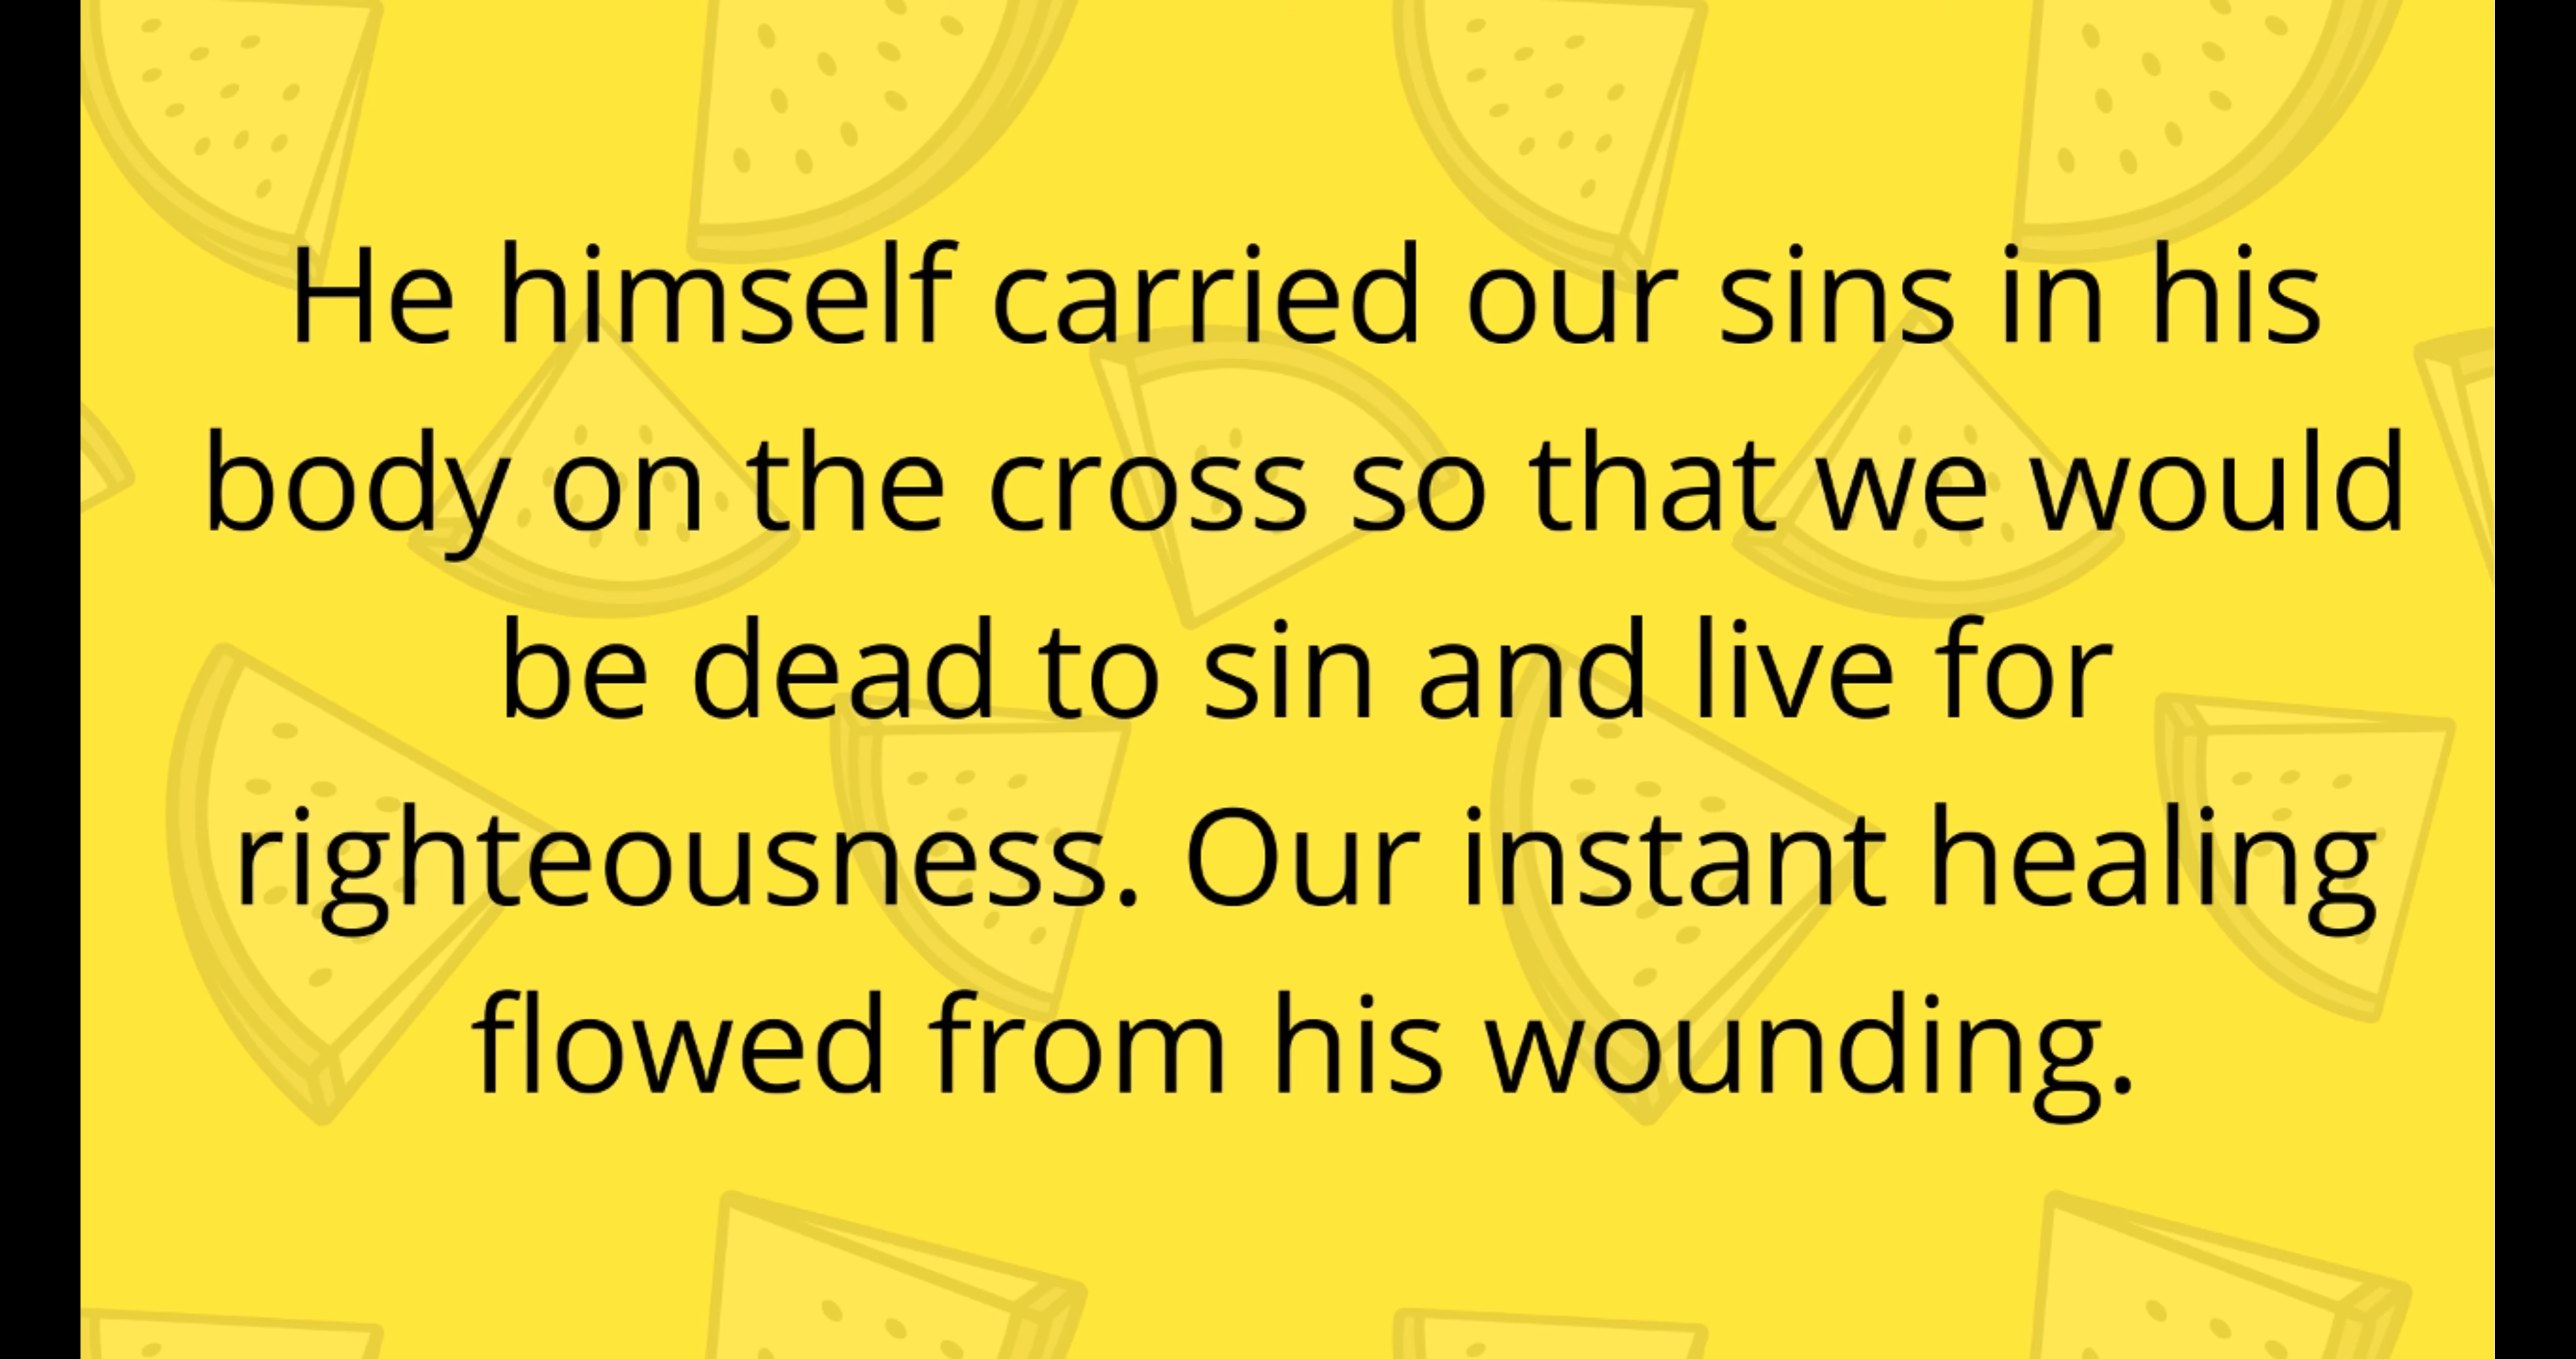 He himself carried our sins in his
body on the cross so that we would
be dead to sin and live for
righteousness. Our instant healing
flowed from his wounding.